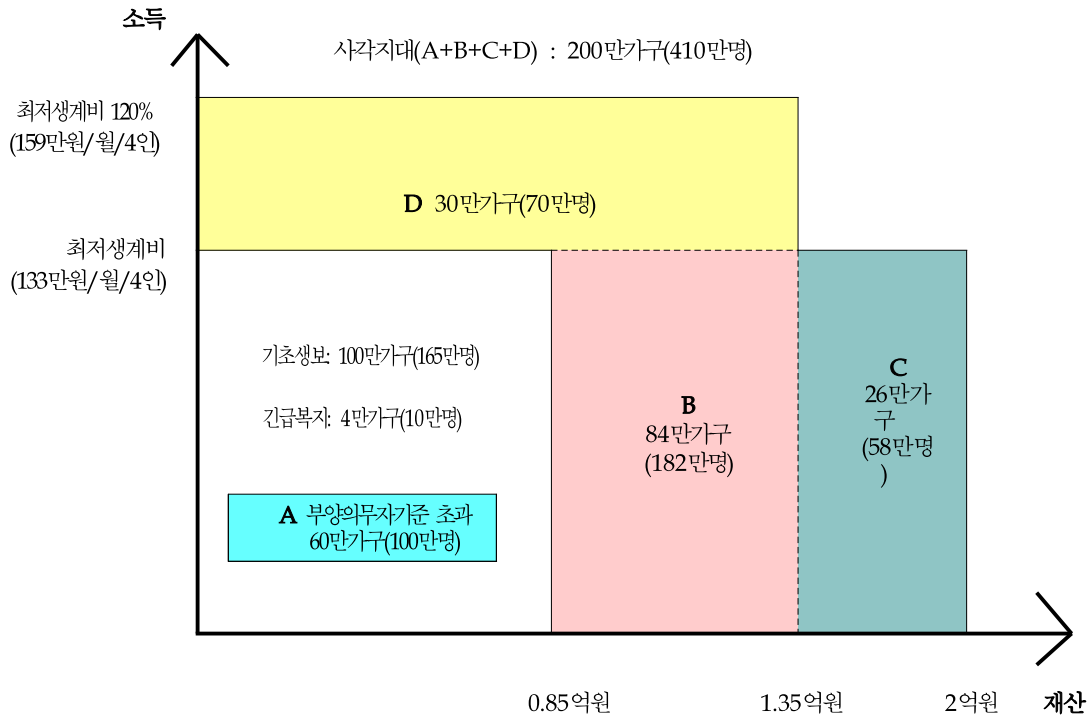 소득
사각지대(A+B+C+D) : 200만가구(410만명)
최저생계비 120%
(159만원/월/4인)
D 30만가구(70만명)
최저생계비
(133만원/월/4인)
기초생보: 100만가구(165만명)
긴급복지: 4만가구(10만명)
A 부양의무자기준 초과
60만가구(100만명)
B
84만가구
(182만명)
C
26만가
구
(58만명
)
0.85억원
1.35억원
2억원
재산